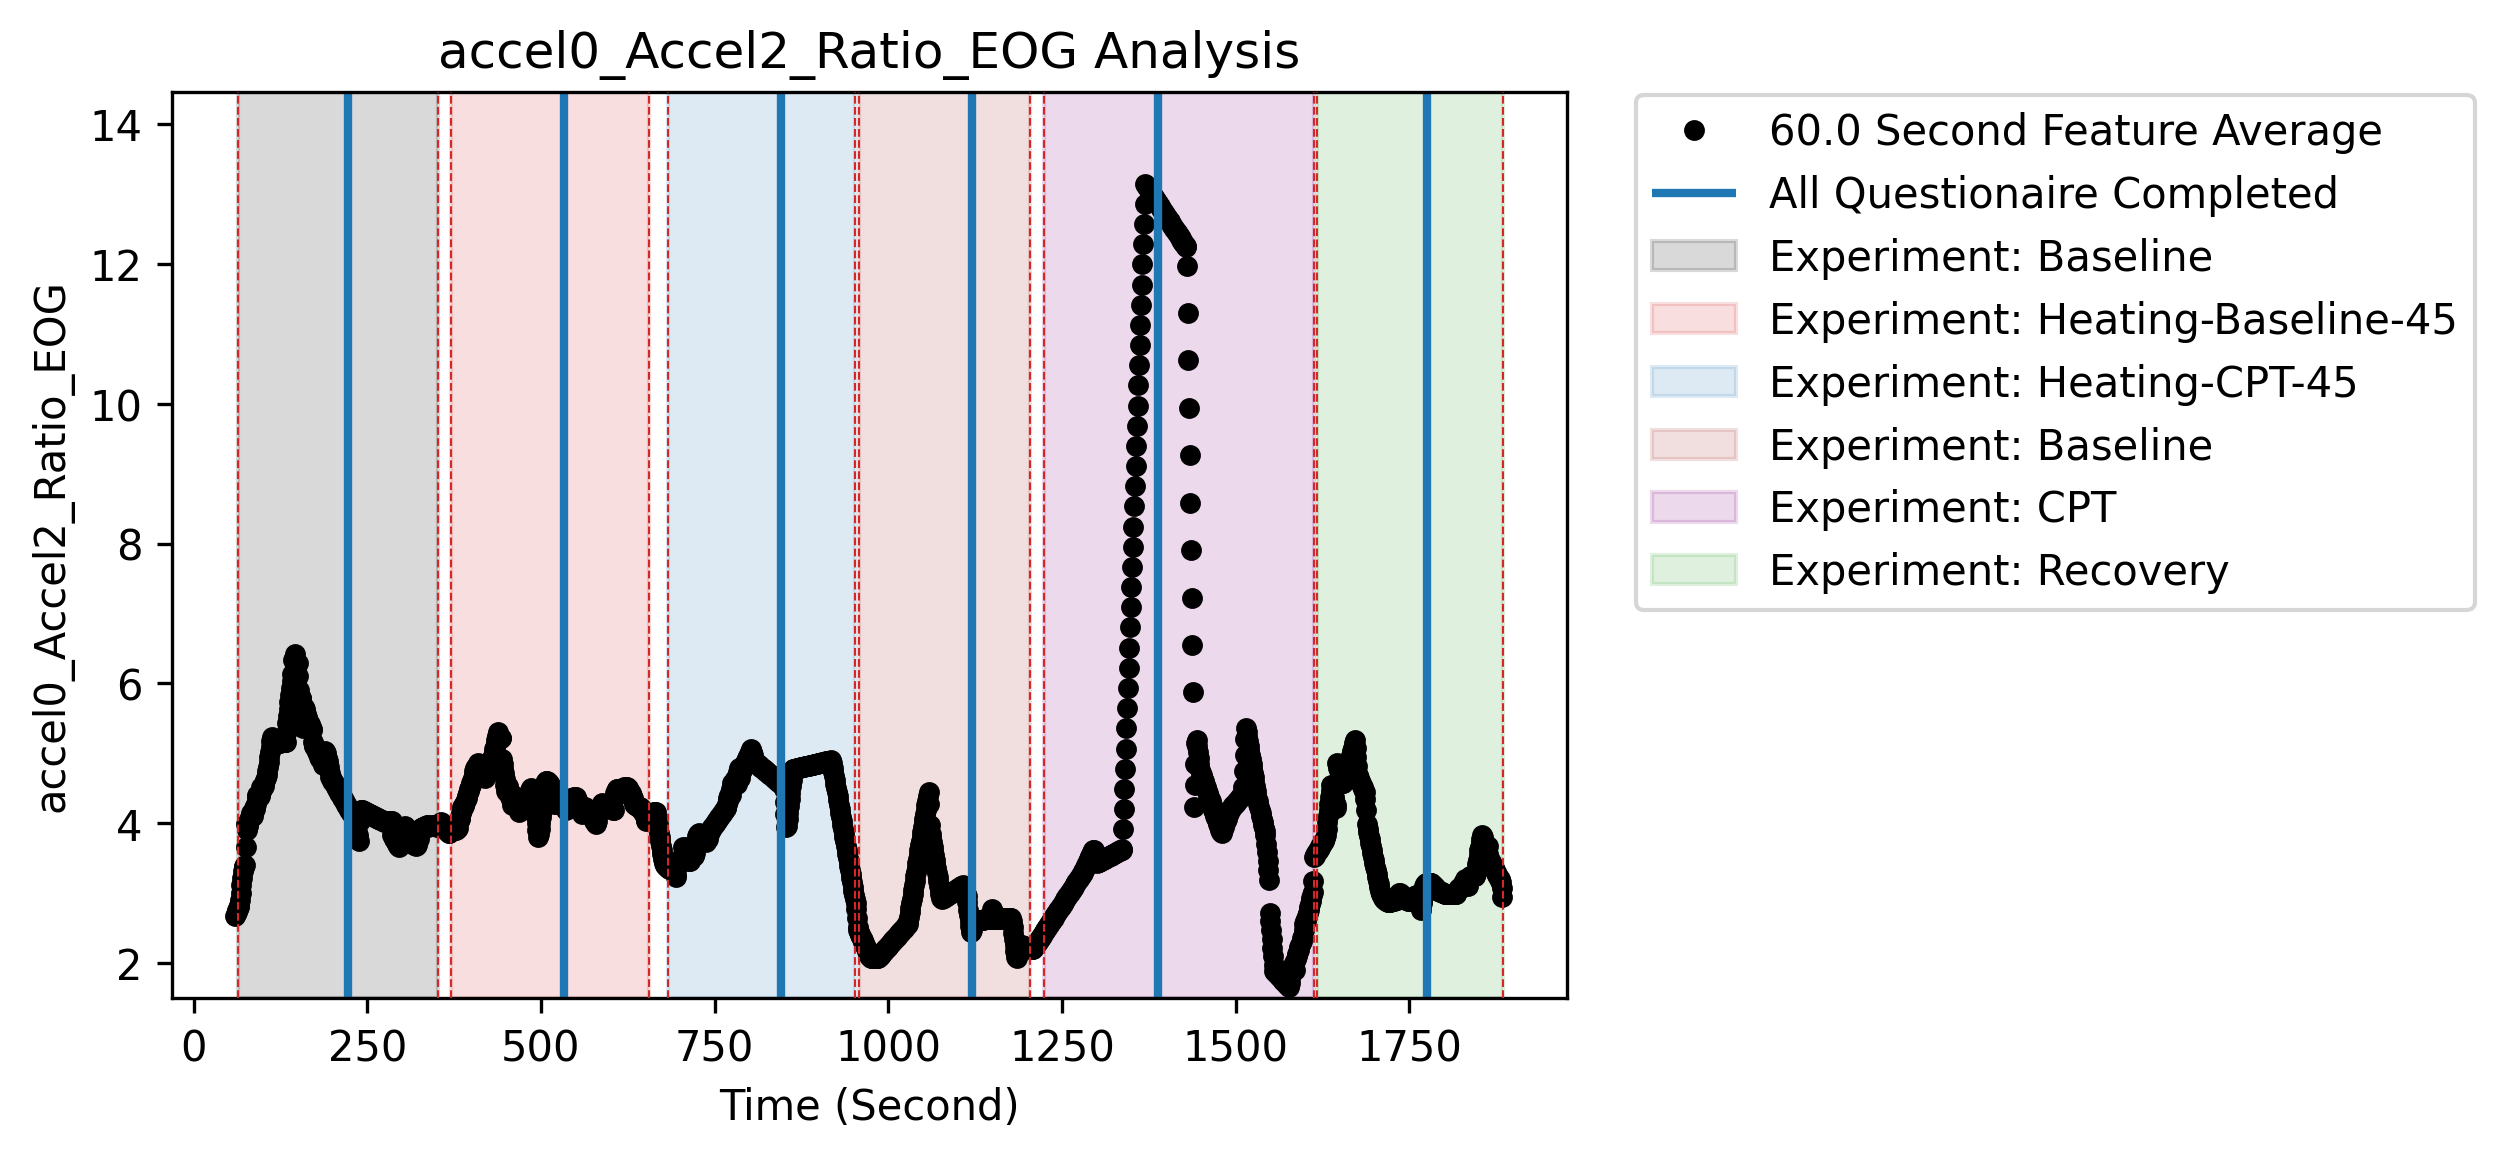 accel0_Accel2_Ratio_EOG Analysis
accel0_Accel2_Ratio_EOG
14
12
10
8
6
4
2
0
250
500
750
1000
1250
1500
1750
Time (Second)
60.0 Second Feature Average
All Questionaire Completed
Experiment: Baseline
Experiment: Heating-Baseline-45
Experiment: Heating-CPT-45
Experiment: Baseline
Experiment: CPT
Experiment: Recovery